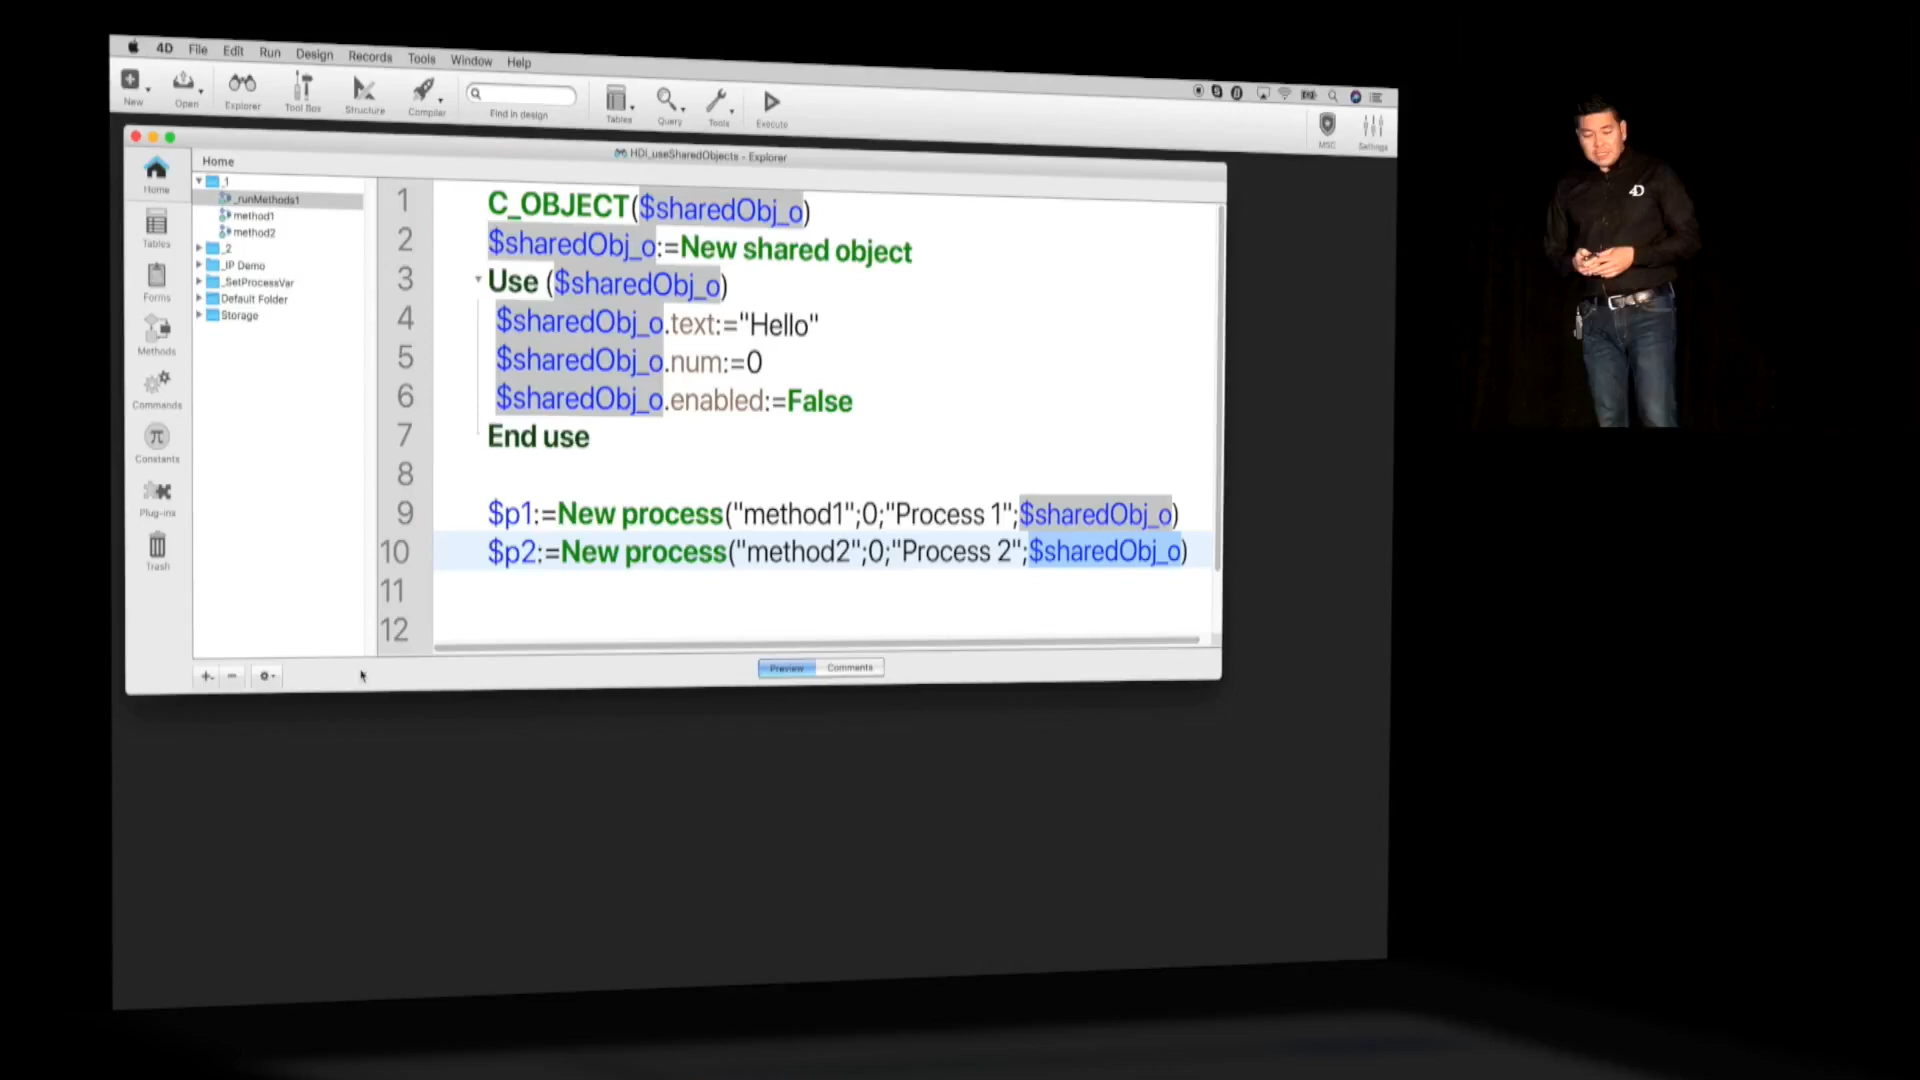 4D File Edit Run Design Records Tools Window Help
New Open Explorer Tool Box Structure Compiler Find in design Tables Query Tools Execute MSC Settings
HDI_useSharedObjects - Explorer
Home
Home
Tables
Forms
Methods
Commands
Constants
Plug-ins
Trash
_1
_runMethods1
method1
method2
_2
_IP Demo
_SetProcessVar
Default Folder
Storage
1 C_OBJECT($sharedObj_o)
2 $sharedObj_o:=New shared object
3 Use ($sharedObj_o)
4 $sharedObj_o.text:="Hello"
5 $sharedObj_o.num:=0
6 $sharedObj_o.enabled:=False
7 End use
8
9 $p1:=New process("method1";0;"Process 1";$sharedObj_o)
10 $p2:=New process("method2";0;"Process 2";$sharedObj_o)
11
12
Preview Comments
4D